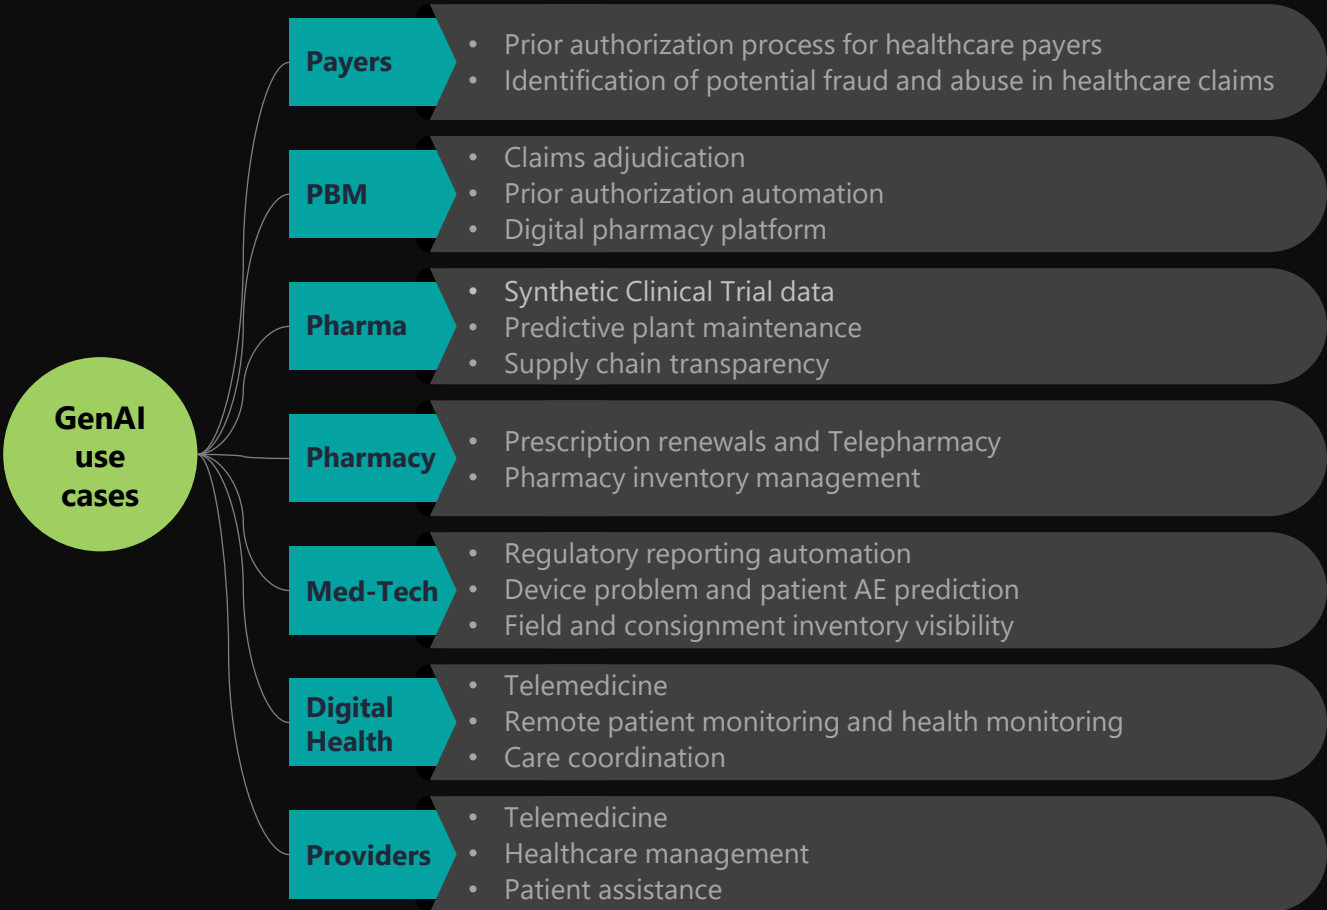 GenAI
use
cases
Payers
• Prior authorization process for healthcare payers
• Identification of potential fraud and abuse in healthcare claims
PBM
• Claims adjudication
• Prior authorization automation
• Digital pharmacy platform
Pharma
• Synthetic Clinical Trial data
• Predictive plant maintenance
• Supply chain transparency
Pharmacy
• Prescription renewals and Telepharmacy
• Pharmacy inventory management
Med-Tech
• Regulatory reporting automation
• Device problem and patient AE prediction
• Field and consignment inventory visibility
Digital
Health
• Telemedicine
• Remote patient monitoring and health monitoring
• Care coordination
Providers
• Telemedicine
• Healthcare management
• Patient assistance